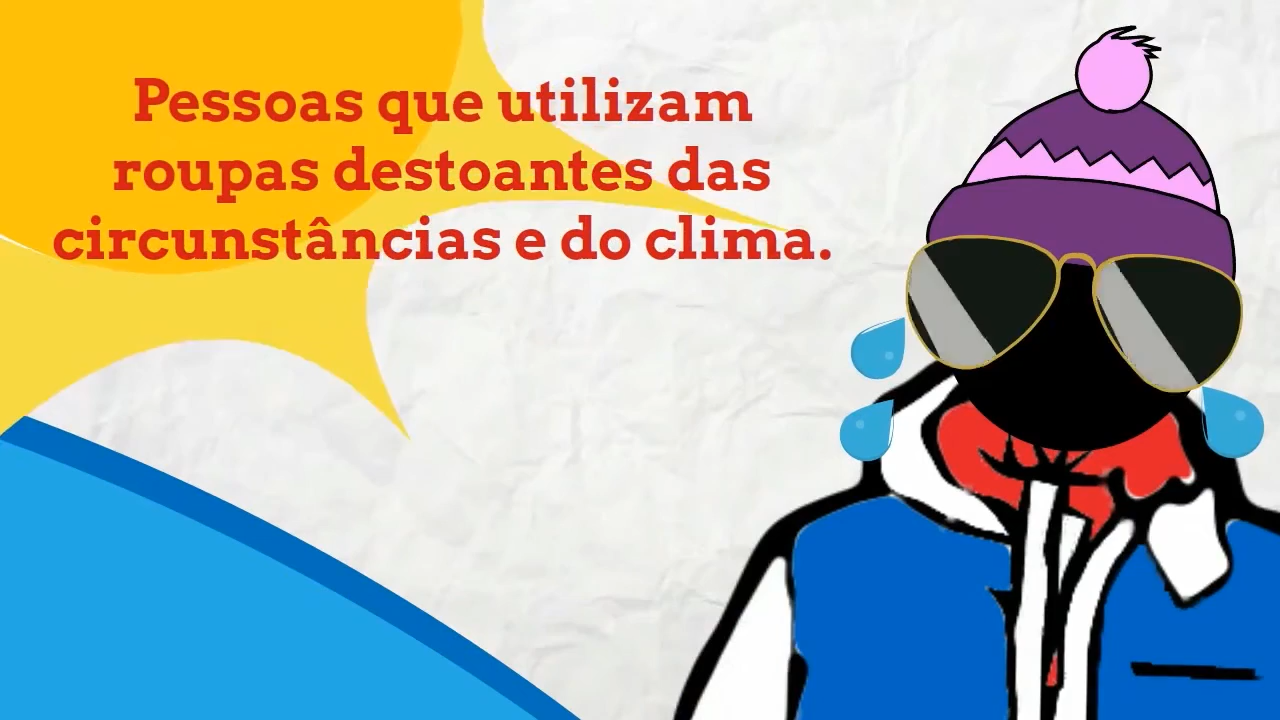 Pessoas que utilizam
roupas destoantes das
circunstâncias e do clima.